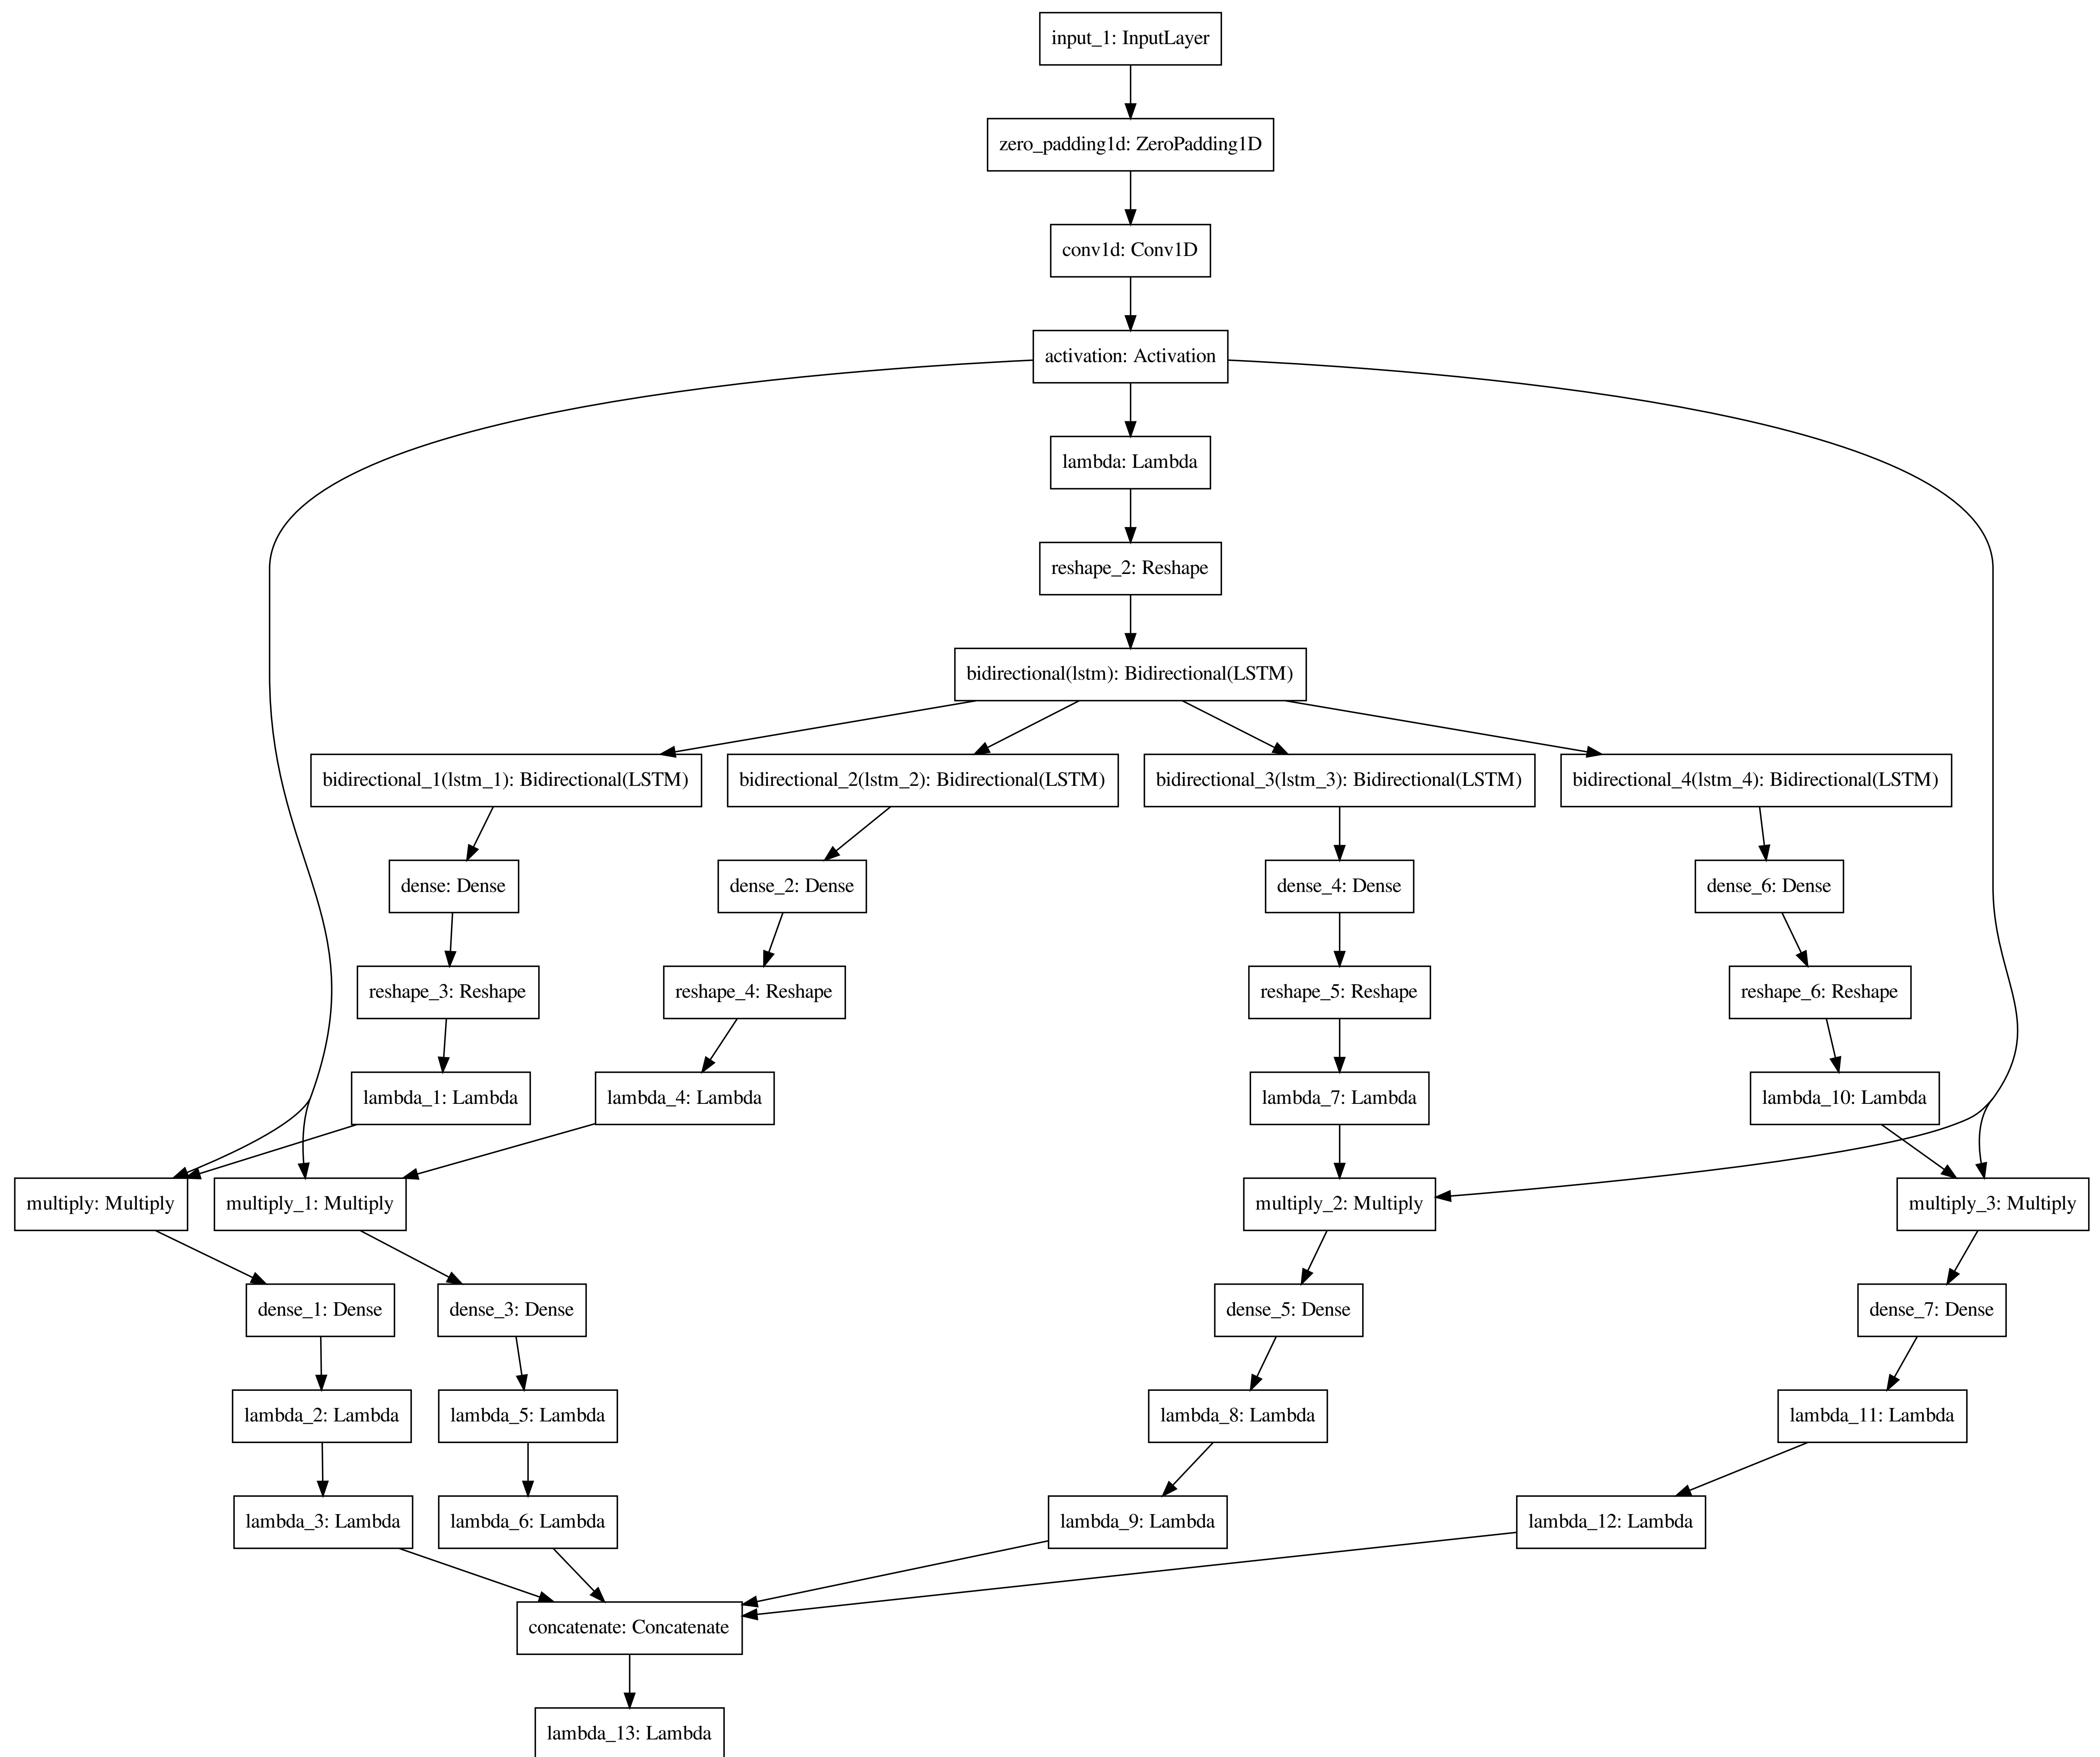 input_1: InputLayer
zero_padding1d: ZeroPadding1D
conv1d: Conv1D
activation: Activation
lambda: Lambda
reshape_2: Reshape
bidirectional(lstm): Bidirectional(LSTM)
bidirectional_1(lstm_1): Bidirectional(LSTM)
bidirectional_2(lstm_2): Bidirectional(LSTM)
bidirectional_3(lstm_3): Bidirectional(LSTM)
bidirectional_4(lstm_4): Bidirectional(LSTM)
dense: Dense
dense_2: Dense
dense_4: Dense
dense_6: Dense
reshape_3: Reshape
reshape_4: Reshape
reshape_5: Reshape
reshape_6: Reshape
lambda_1: Lambda
lambda_4: Lambda
lambda_7: Lambda
lambda_10: Lambda
multiply: Multiply
multiply_1: Multiply
multiply_2: Multiply
multiply_3: Multiply
dense_1: Dense
dense_3: Dense
dense_5: Dense
dense_7: Dense
lambda_2: Lambda
lambda_5: Lambda
lambda_8: Lambda
lambda_11: Lambda
lambda_3: Lambda
lambda_6: Lambda
lambda_9: Lambda
lambda_12: Lambda
concatenate: Concatenate
lambda_13: Lambda